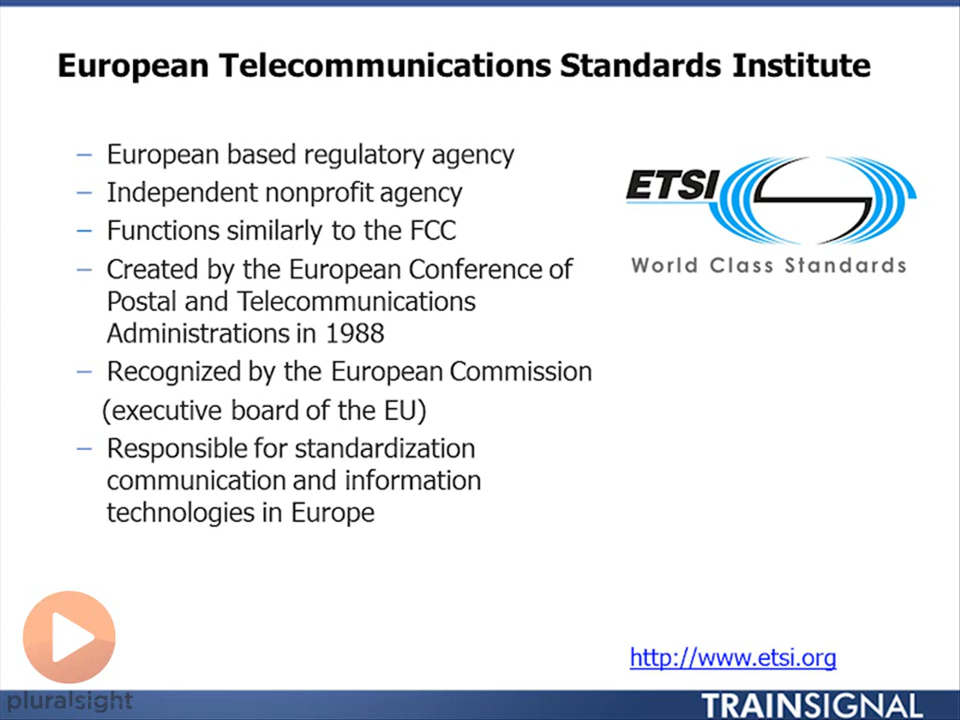 European Telecommunications Standards Institute
– European based regulatory agency
– Independent nonprofit agency
– Functions similarly to the FCC
– Created by the European Conference of
Postal and Telecommunications
Administrations in 1988
– Recognized by the European Commission
(executive board of the EU)
– Responsible for standardization
communication and information
technologies in Europe
ETSI
World Class Standards
http://www.etsi.org
pluralsight
TRAINSIGNAL